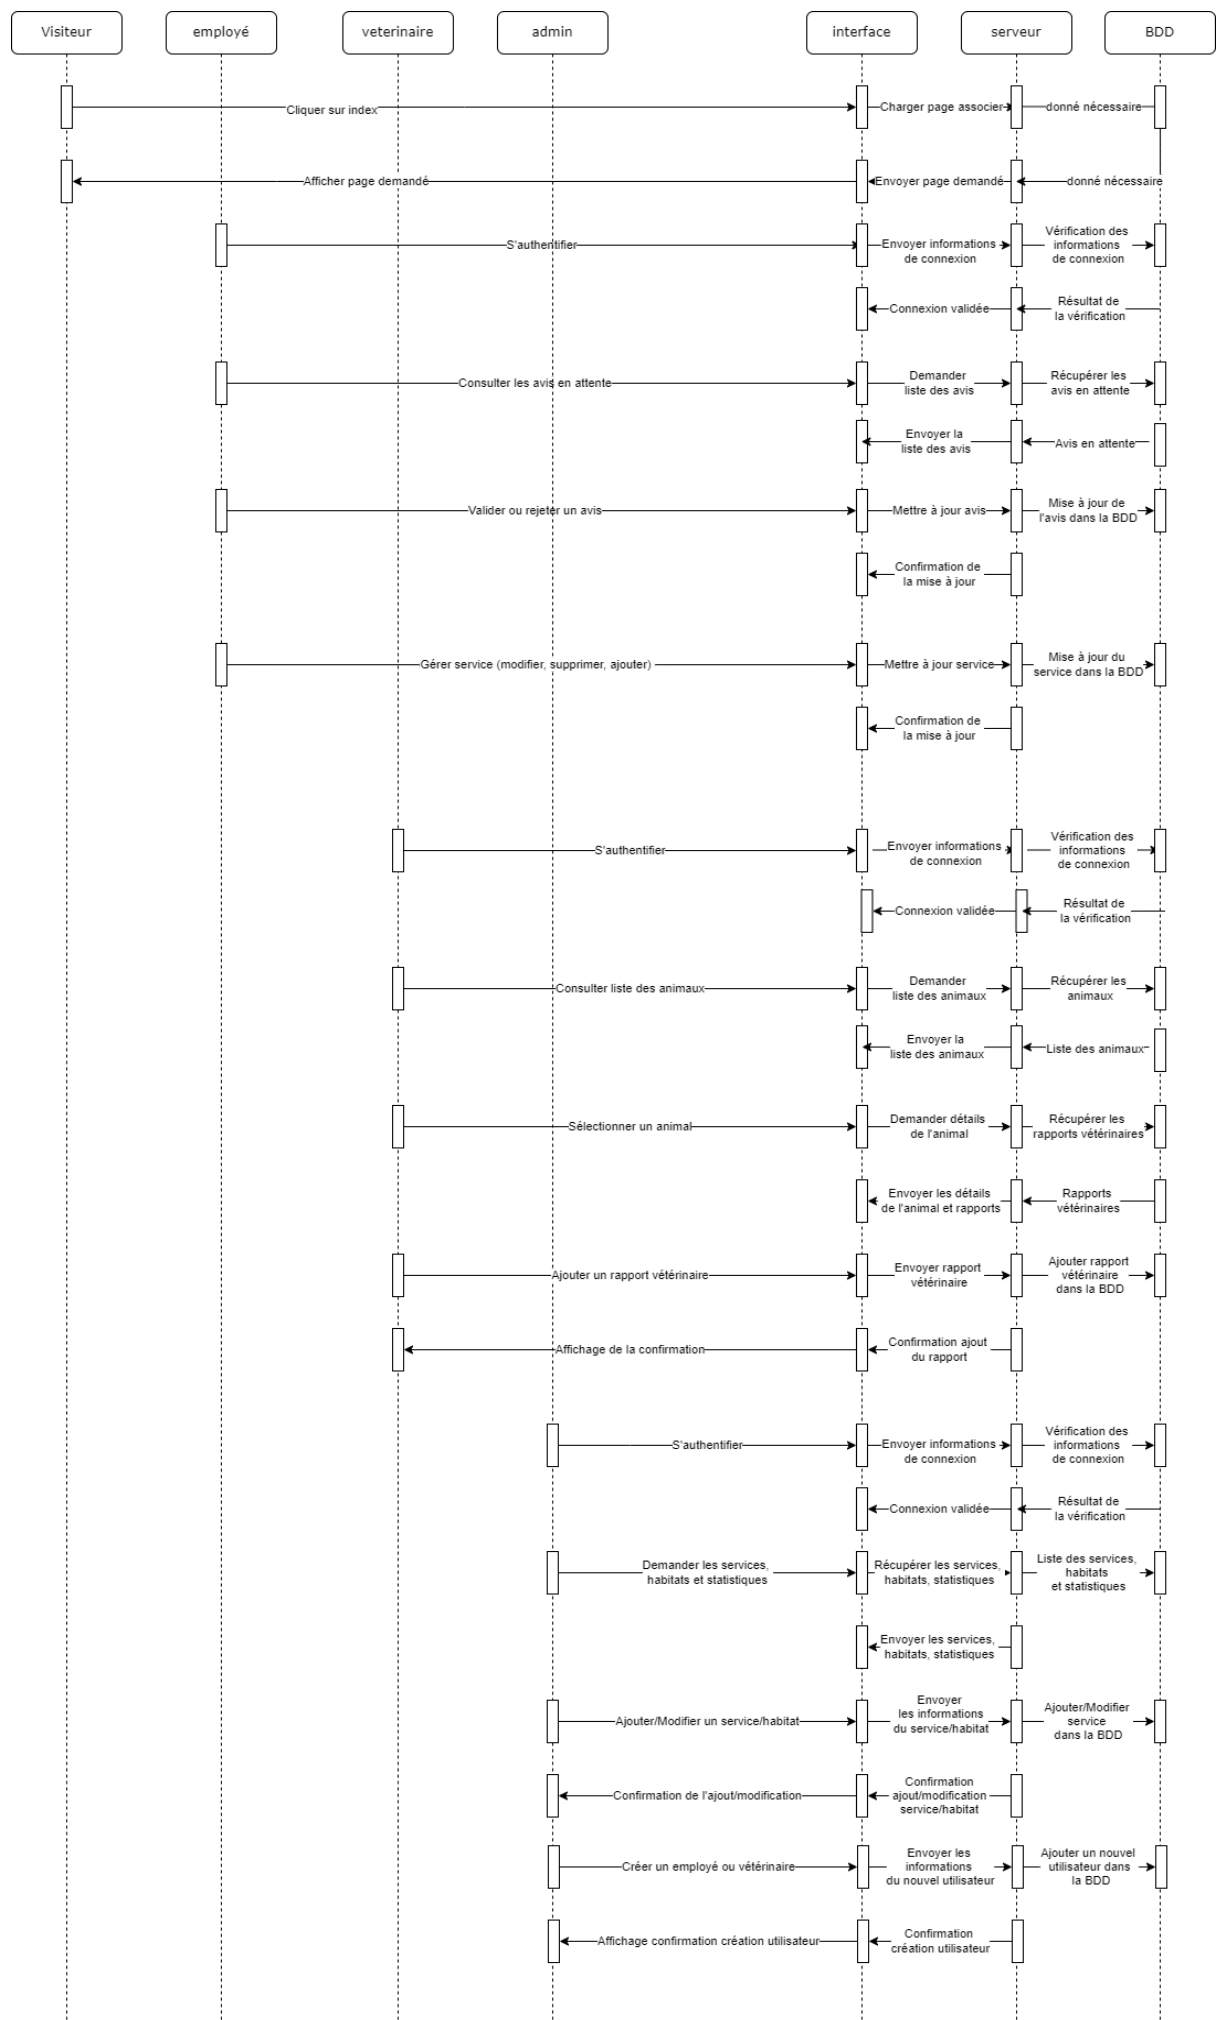 Visiteur
employé
veterinaire
admin
interface
serveur
BDD
Cliquer sur index
Charger page associer
donné nécessaire
Afficher page demandé
Envoyer page demandé
donné nécessaire
S'authentifier
Envoyer informations
de connexion
Vérification des
informations
de connexion
Connexion validée
Résultat de
la vérification
Consulter les avis en attente
Demander
liste des avis
Récupérer les
avis en attente
Envoyer la
liste des avis
Avis en attente
Valider ou rejeter un avis
Mettre à jour avis
Mise à jour de
l'avis dans la BDD
Confirmation de
la mise à jour
Gérer service (modifier, supprimer, ajouter)
Mettre à jour service
Mise à jour du
service dans la BDD
Confirmation de
la mise à jour
S'authentifier
Envoyer informations
de connexion
Vérification des
informations
de connexion
Connexion validée
Résultat de
la vérification
Consulter liste des animaux
Demander
liste des animaux
Récupérer les
animaux
Envoyer la
liste des animaux
Liste des animaux
Sélectionner un animal
Demander détails
de l'animal
Récupérer les
rapports vétérinaires
Envoyer les détails
de l'animal et rapports
Rapports
vétérinaires
Ajouter un rapport vétérinaire
Envoyer rapport
vétérinaire
Ajouter rapport
vétérinaire
dans la BDD
Affichage de la confirmation
Confirmation ajout
du rapport
S'authentifier
Envoyer informations
de connexion
Vérification des
informations
de connexion
Connexion validée
Résultat de
la vérification
Demander les services,
habitats et statistiques
Récupérer les services,
habitats, statistiques
Liste des services,
habitats
et statistiques
Envoyer les services,
habitats, statistiques
Ajouter/Modifier un service/habitat
Envoyer
les informations
du service/habitat
Ajouter/Modifier
service
dans la BDD
Confirmation de l'ajout/modification
Confirmation
ajout/modification
service/habitat
Créer un employé ou vétérinaire
Envoyer les
informations
du nouvel utilisateur
Ajouter un nouvel
utilisateur dans
la BDD
Affichage confirmation création utilisateur
Confirmation
création utilisateur